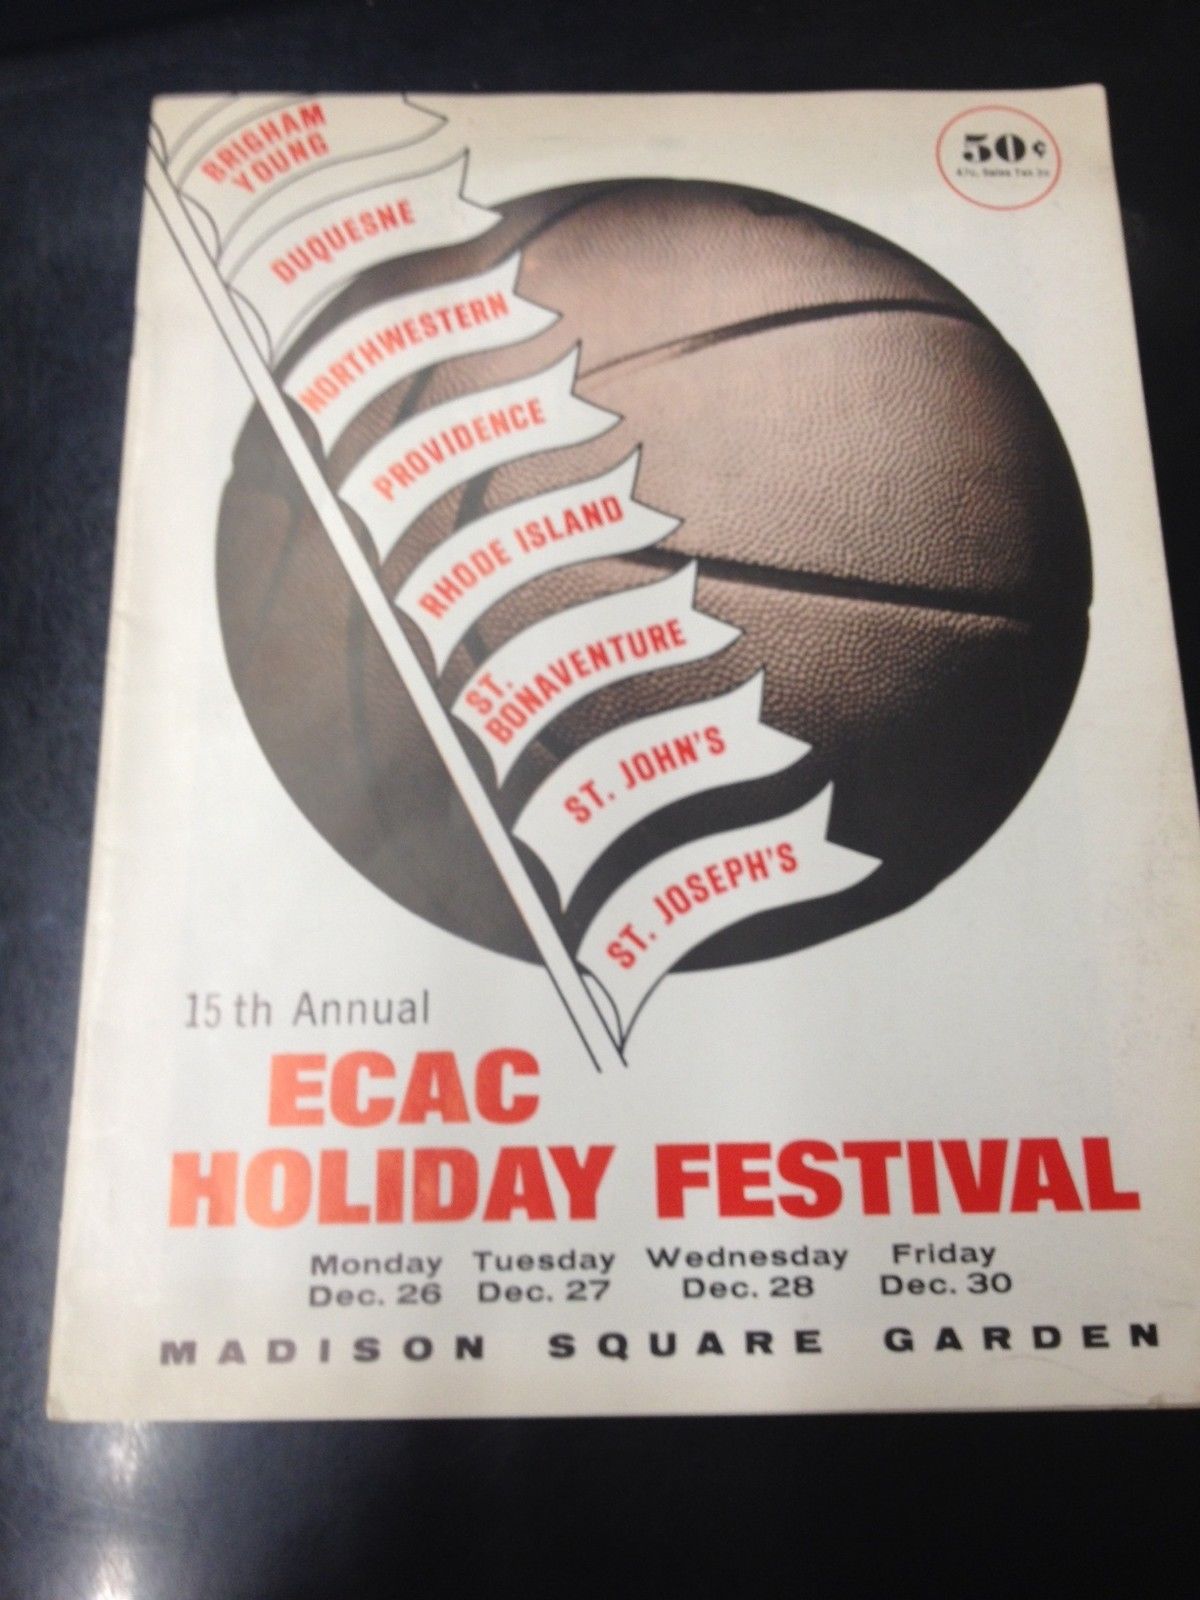 BRIGHAM
YOUNG
50¢
DUQUESNE
NORTHWESTERN
PROVIDENCE
RHODE ISLAND
ST.
BONAVENTURE
ST. JOHN'S
ST. JOSEPH'S
15th Annual
ECAC
HOLIDAY FESTIVAL
Monday Tuesday Wednesday Friday
Dec. 26 Dec. 27 Dec. 28 Dec. 30
MADISON SQUARE GARDEN